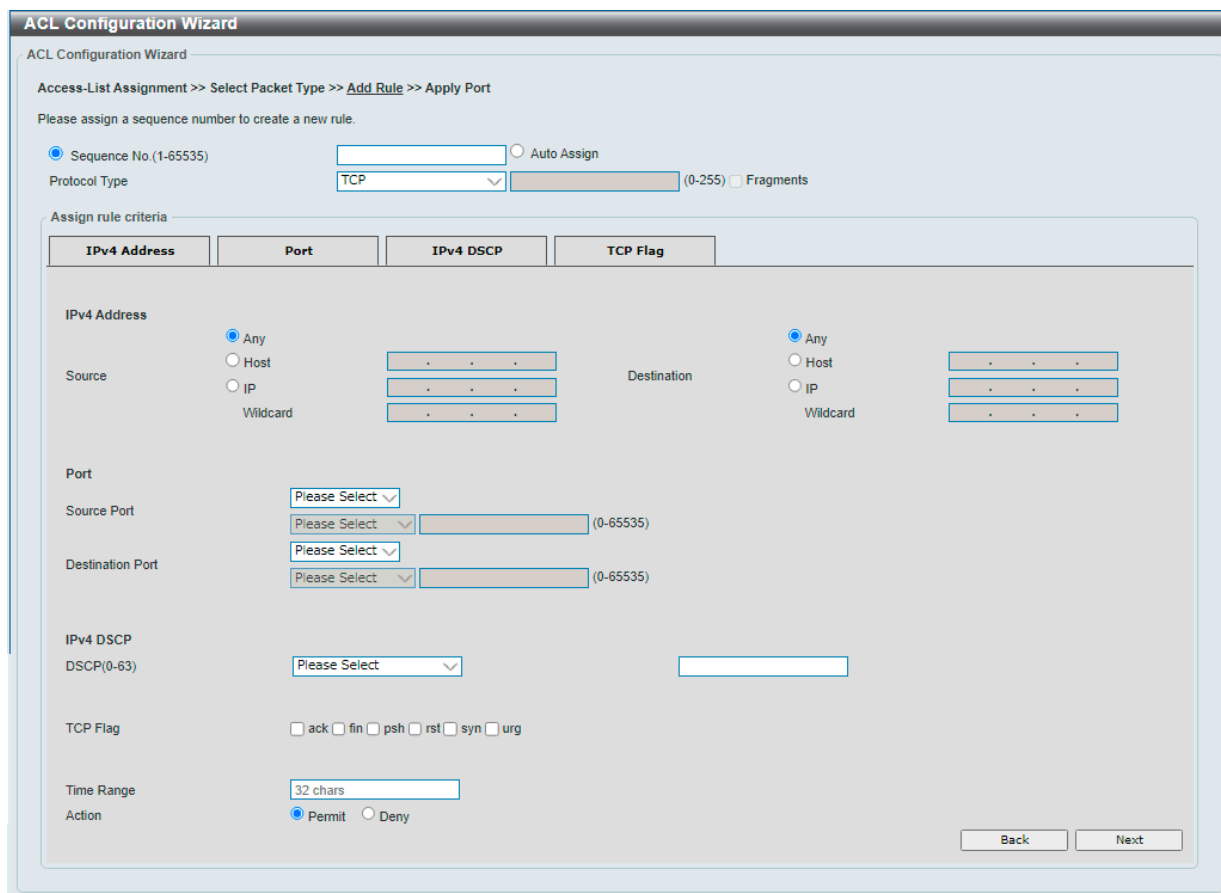 ACL Configuration Wizard
ACL Configuration Wizard
Access-List Assignment >> Select Packet Type >> Add Rule >> Apply Port
Please assign a sequence number to create a new rule.
Sequence No.(1-65535) Auto Assign
Protocol Type TCP (0-255) Fragments
Assign rule criteria
IPv4 Address Port IPv4 DSCP TCP Flag
IPv4 Address
Any Any
Host . . . Host . . .
Source Destination
IP . . . IP . . .
Wildcard . . . Wildcard . . .
Port
Please Select
Source Port
Please Select (0-65535)
Please Select
Destination Port
Please Select (0-65535)
IPv4 DSCP
DSCP(0-63) Please Select
TCP Flag ack fin psh rst syn urg
Time Range 32 chars
Action Permit Deny
Back Next